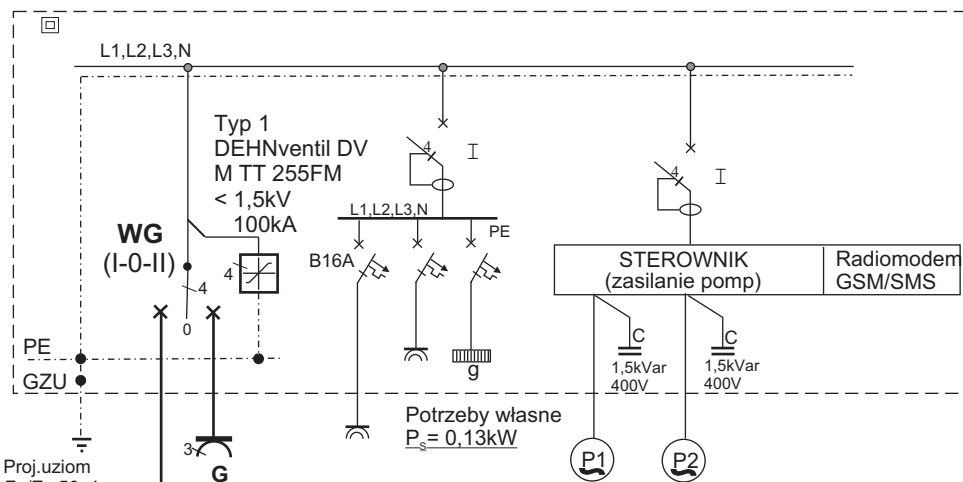 L1,L2,L3,N
Typ 1
DEHNventil DV
M TT 255FM
< 1,5kV
100kA
WG
(I-0-II)
4
4
0
4
I
L1,L2,L3,N
PE
B16A
g
4
I
STEROWNIK
(zasilanie pomp)
Radiomodem
GSM/SMS
C
1,5kVar
400V
C
1,5kVar
400V
PE
GZU
Potrzeby własne
Ps= 0,13kW
3
G
P1
P2
Proj.uziom